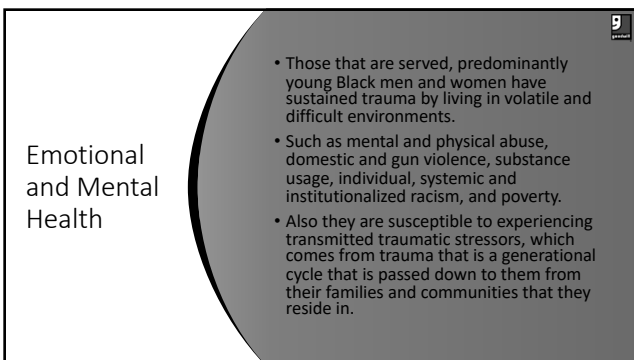 goodwill
Emotional
and Mental
Health
• Those that are served, predominantly
young Black men and women have
sustained trauma by living in volatile and
difficult environments.
• Such as mental and physical abuse,
domestic and gun violence, substance
usage, individual, systemic and
institutionalized racism, and poverty.
• Also they are susceptible to experiencing
transmitted traumatic stressors, which
comes from trauma that is a generational
cycle that is passed down to them from
their families and communities that they
reside in.